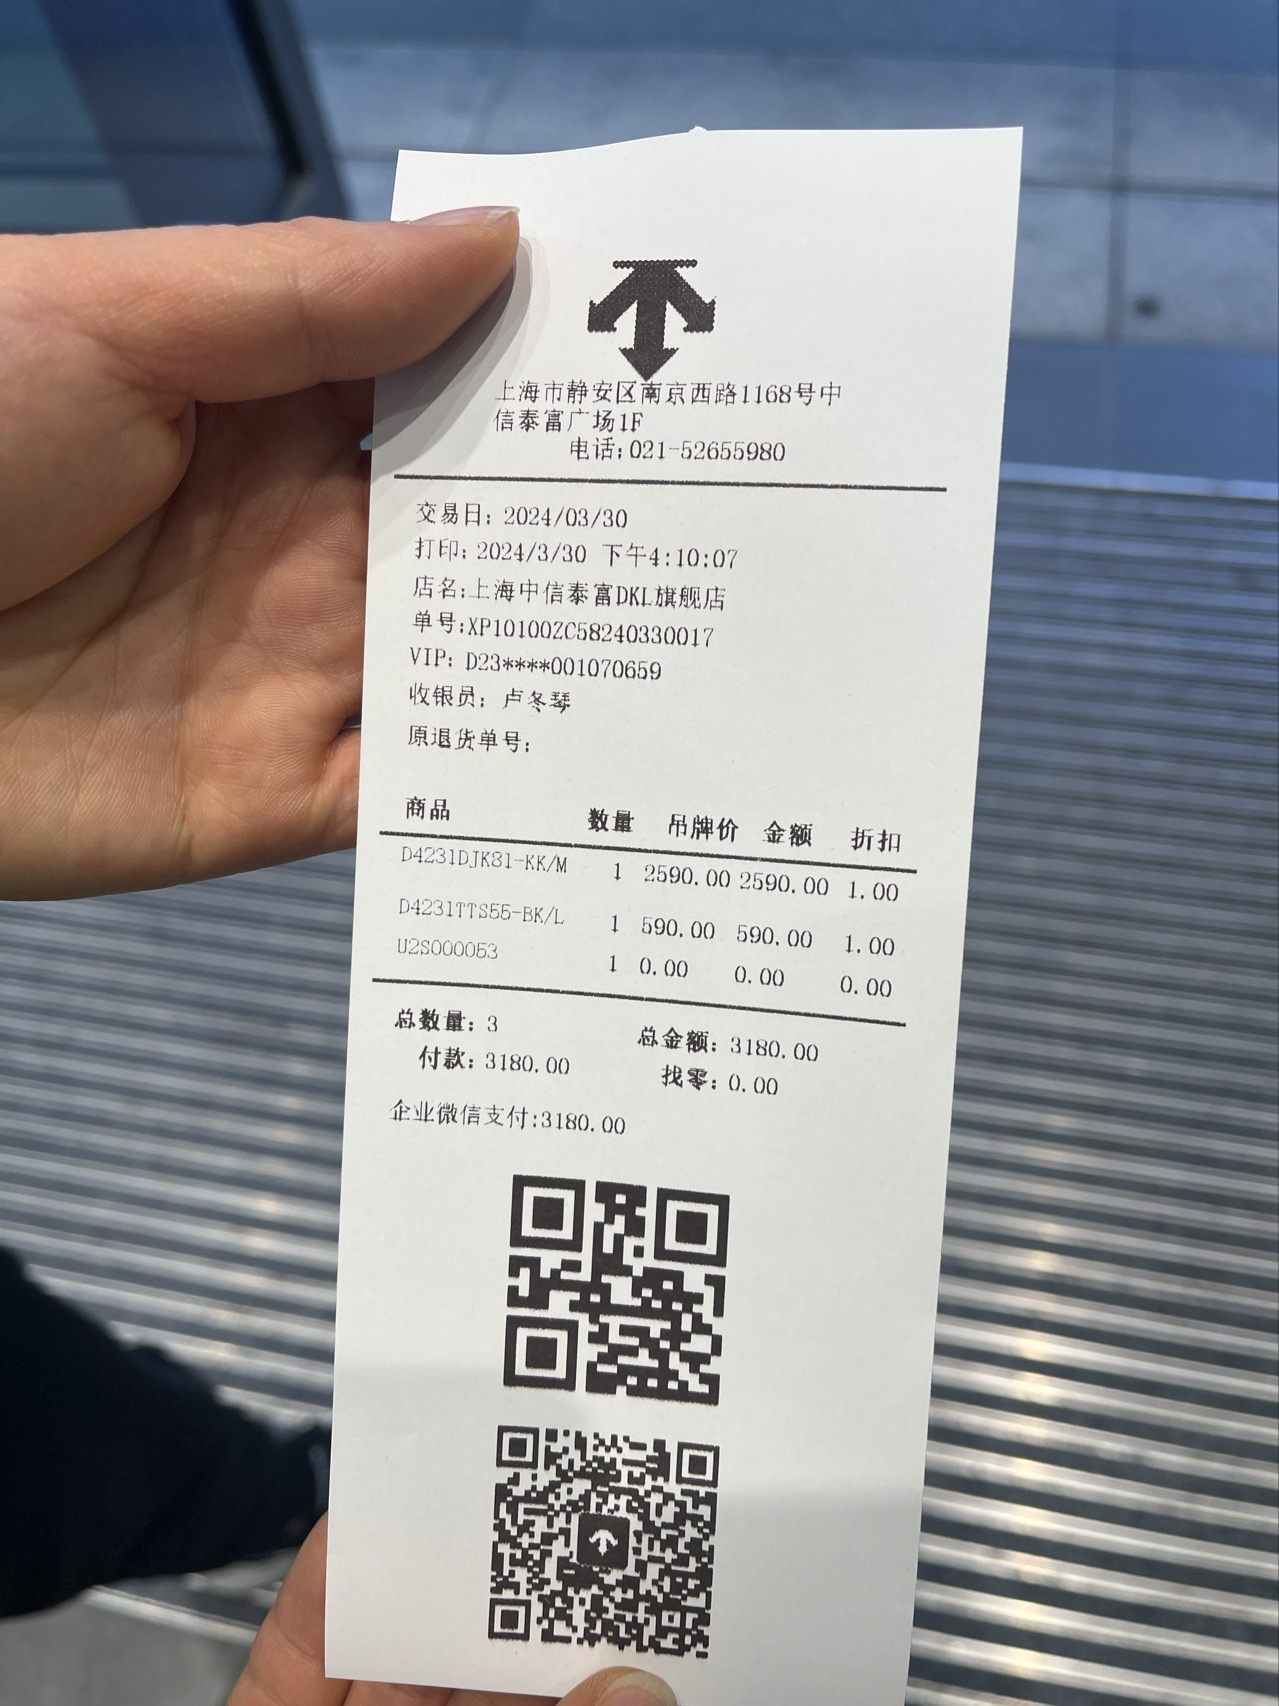 上海市静安区南京西路1168号中
信泰富广场1F
电话:021-52655980
交易日: 2024/03/30
打印: 2024/3/30 下午4:10:07
店名:上海中信泰富DKL旗舰店
单号:XP10100ZC58240330017
VIP: D23****001070659
收银员: 卢冬琴
原退货单号:
商品 数量 吊牌价 金额 折扣
D4231DJK81-KK/M 1 2590.00 2590.00 1.00
D4231TTS55-BK/L 1 590.00 590.00 1.00
U2S000053 1 0.00 0.00 0.00
总数量: 3 总金额: 3180.00
付款: 3180.00 找零: 0.00
企业微信支付:3180.00